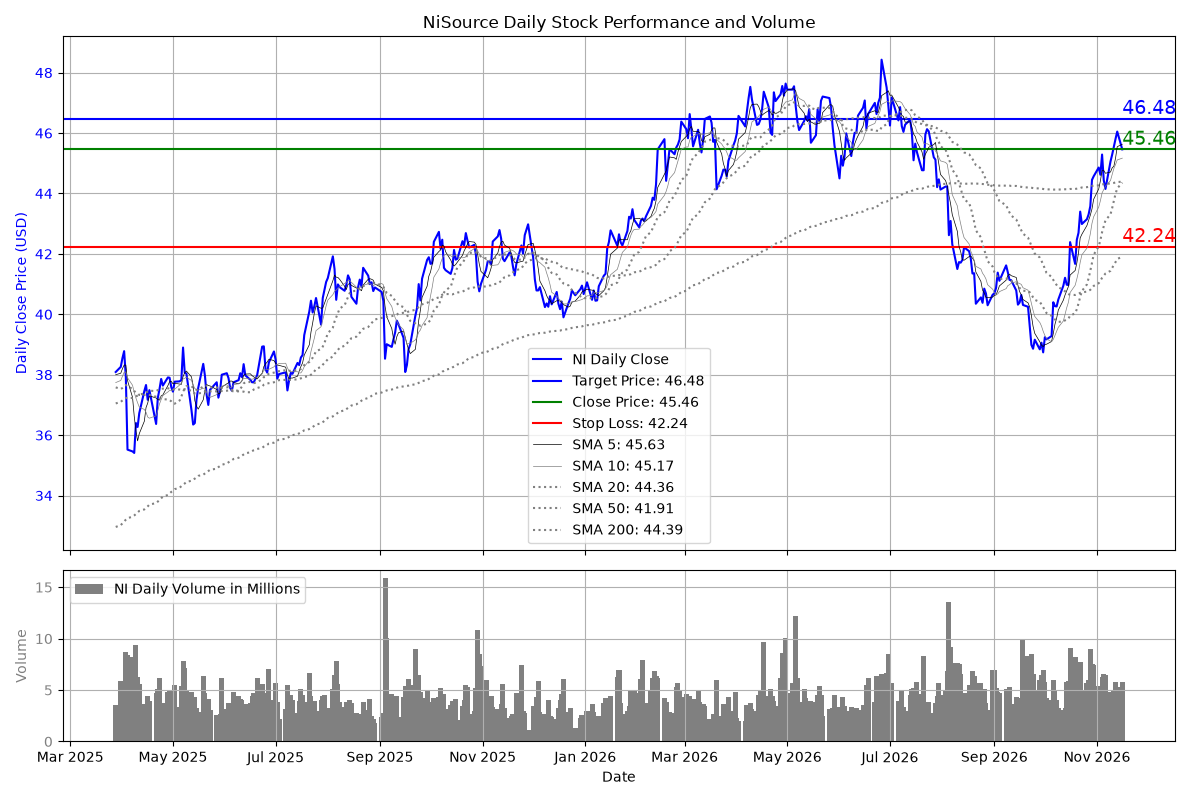 NiSource Daily Stock Performance and Volume
Daily Close Price (USD)
48
46
44
42
40
38
36
34
46.48
45.46
42.24
NI Daily Close
Target Price: 46.48
Close Price: 45.46
Stop Loss: 42.24
SMA 5: 45.63
SMA 10: 45.17
SMA 20: 44.36
SMA 50: 41.91
SMA 200: 44.39
Volume
15
10
5
0
NI Daily Volume in Millions
Mar 2025
May 2025
Jul 2025
Sep 2025
Nov 2025
Jan 2026
Mar 2026
May 2026
Jul 2026
Sep 2026
Nov 2026
Date